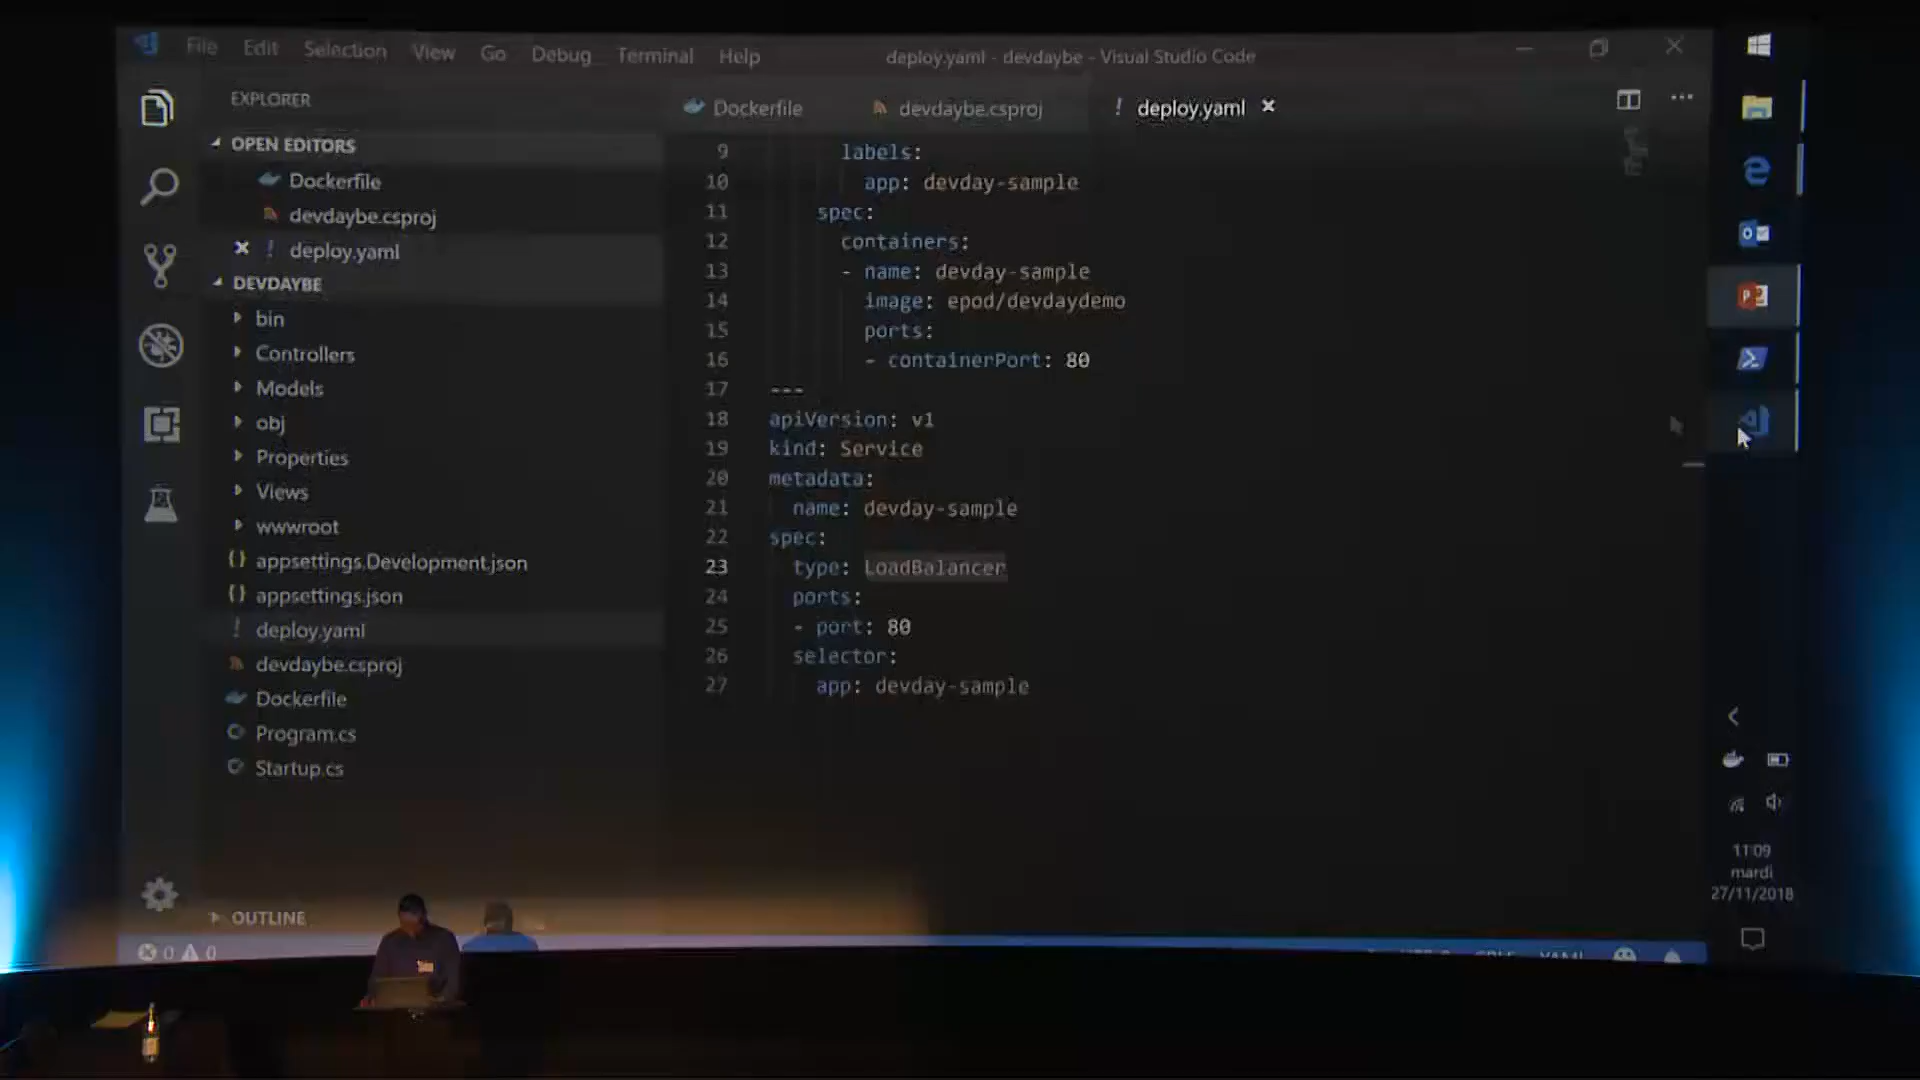 File Edit Selection View Go Debug Terminal Help
deploy.yaml - devdaybe - Visual Studio Code
EXPLORER
OPEN EDITORS
Dockerfile
devdaybe.csproj
deploy.yaml
DEVDAYBE
bin
Controllers
Models
obj
Properties
Views
wwwroot
appsettings.Development.json
appsettings.json
deploy.yaml
devdaybe.csproj
Dockerfile
Program.cs
Startup.cs
OUTLINE
0 0
Dockerfile devdaybe.csproj deploy.yaml
9 labels:
10 app: devday-sample
11 spec:
12 containers:
13 - name: devday-sample
14 image: epod/devdaydemo
15 ports:
16 - containerPort: 80
17 ---
18 apiVersion: v1
19 kind: Service
20 metadata:
21 name: devday-sample
22 spec:
23 type: LoadBalancer
24 ports:
25 - port: 80
26 selector:
27 app: devday-sample
CRLF YAML
11:09
mardi
27/11/2018